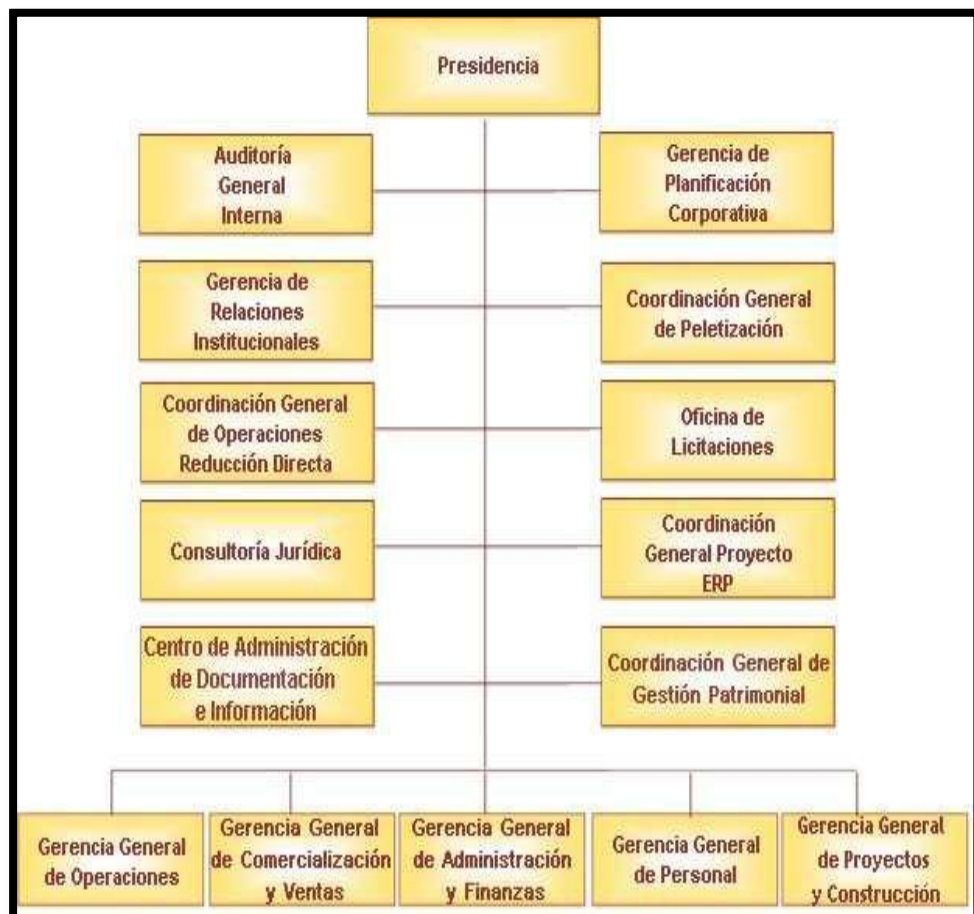 Presidencia
Auditoría
General
Interna
Gerencia de
Planificación
Corporativa
Gerencia de
Relaciones
Institucionales
Coordinación General
de Peletización
Coordinación General
de Operaciones
Reducción Directa
Oficina de
Licitaciones
Consultoría Jurídica
Coordinación
General Proyecto
ERP
Centro de Administración
de Documentación
e Información
Coordinación General de
Gestión Patrimonial
Gerencia General
de Operaciones
Gerencia General
de Comercialización
y Ventas
Gerencia General
de Administración
y Finanzas
Gerencia General
de Personal
Gerencia General
de Proyectos
y Construcción